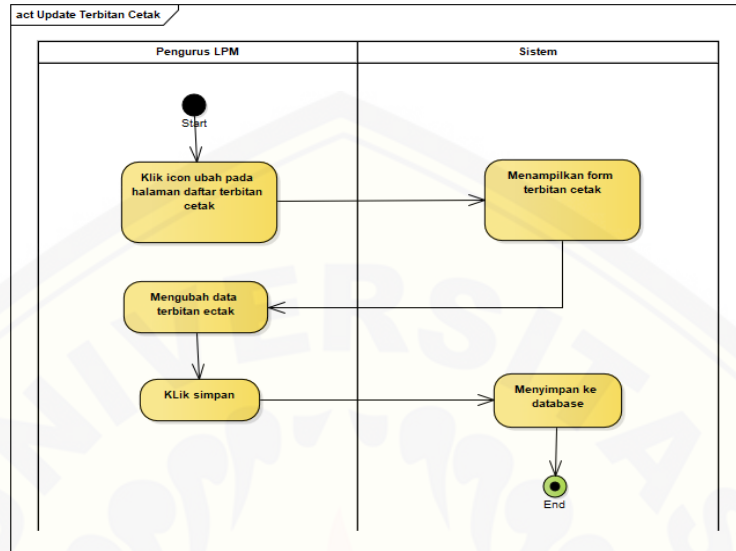 act Update Terbitan Cetak
Pengurus LPM
Sistem
Start
Klik icon ubah pada
halaman daftar terbitan
cetak
Menampilkan form
terbitan cetak
Mengubah data
terbitan ectak
KLik simpan
Menyimpan ke
database
End
UNIVERSITAS